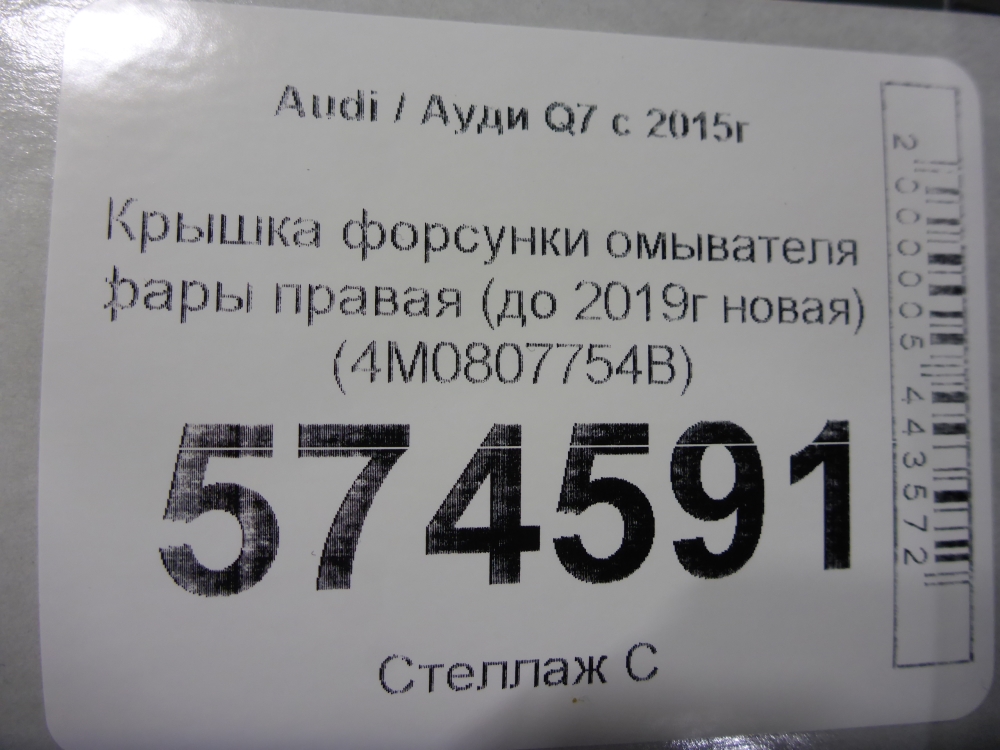 Audi / Ауди Q7 с 2015г
Крышка форсунки омывателя
фары правая (до 2019г новая)
(4M0807754B)
574591
Стеллаж С
2000005443572